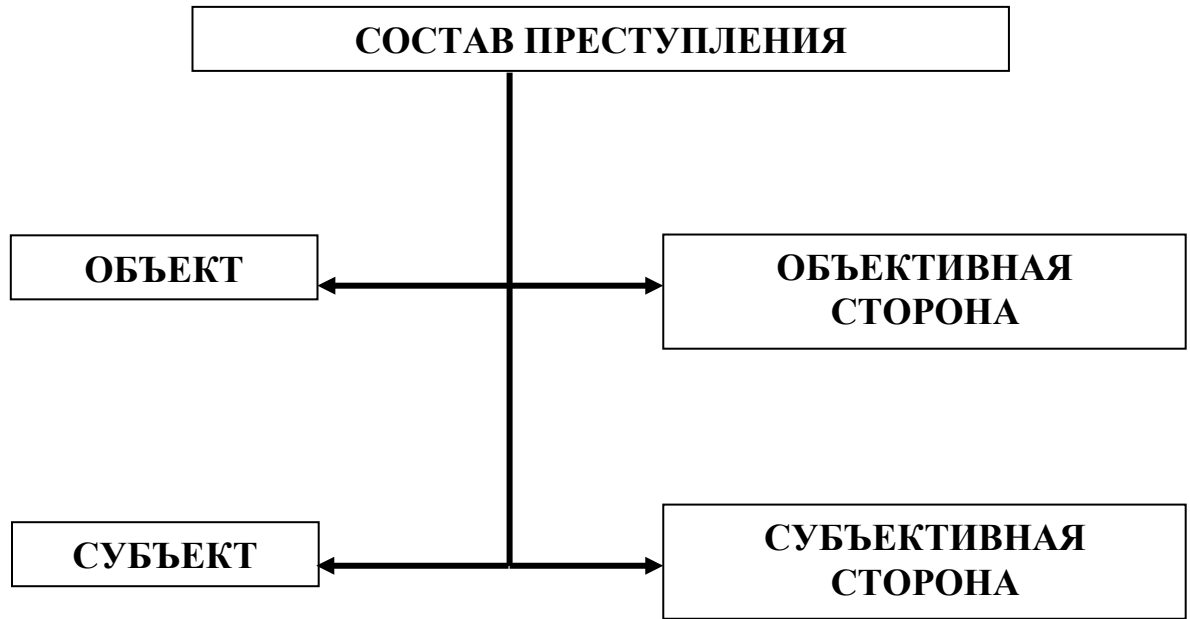 СОСТАВ ПРЕСТУПЛЕНИЯ
ОБЪЕКТ
ОБЪЕКТИВНАЯ
СТОРОНА
СУБЪЕКТ
СУБЪЕКТИВНАЯ
СТОРОНА